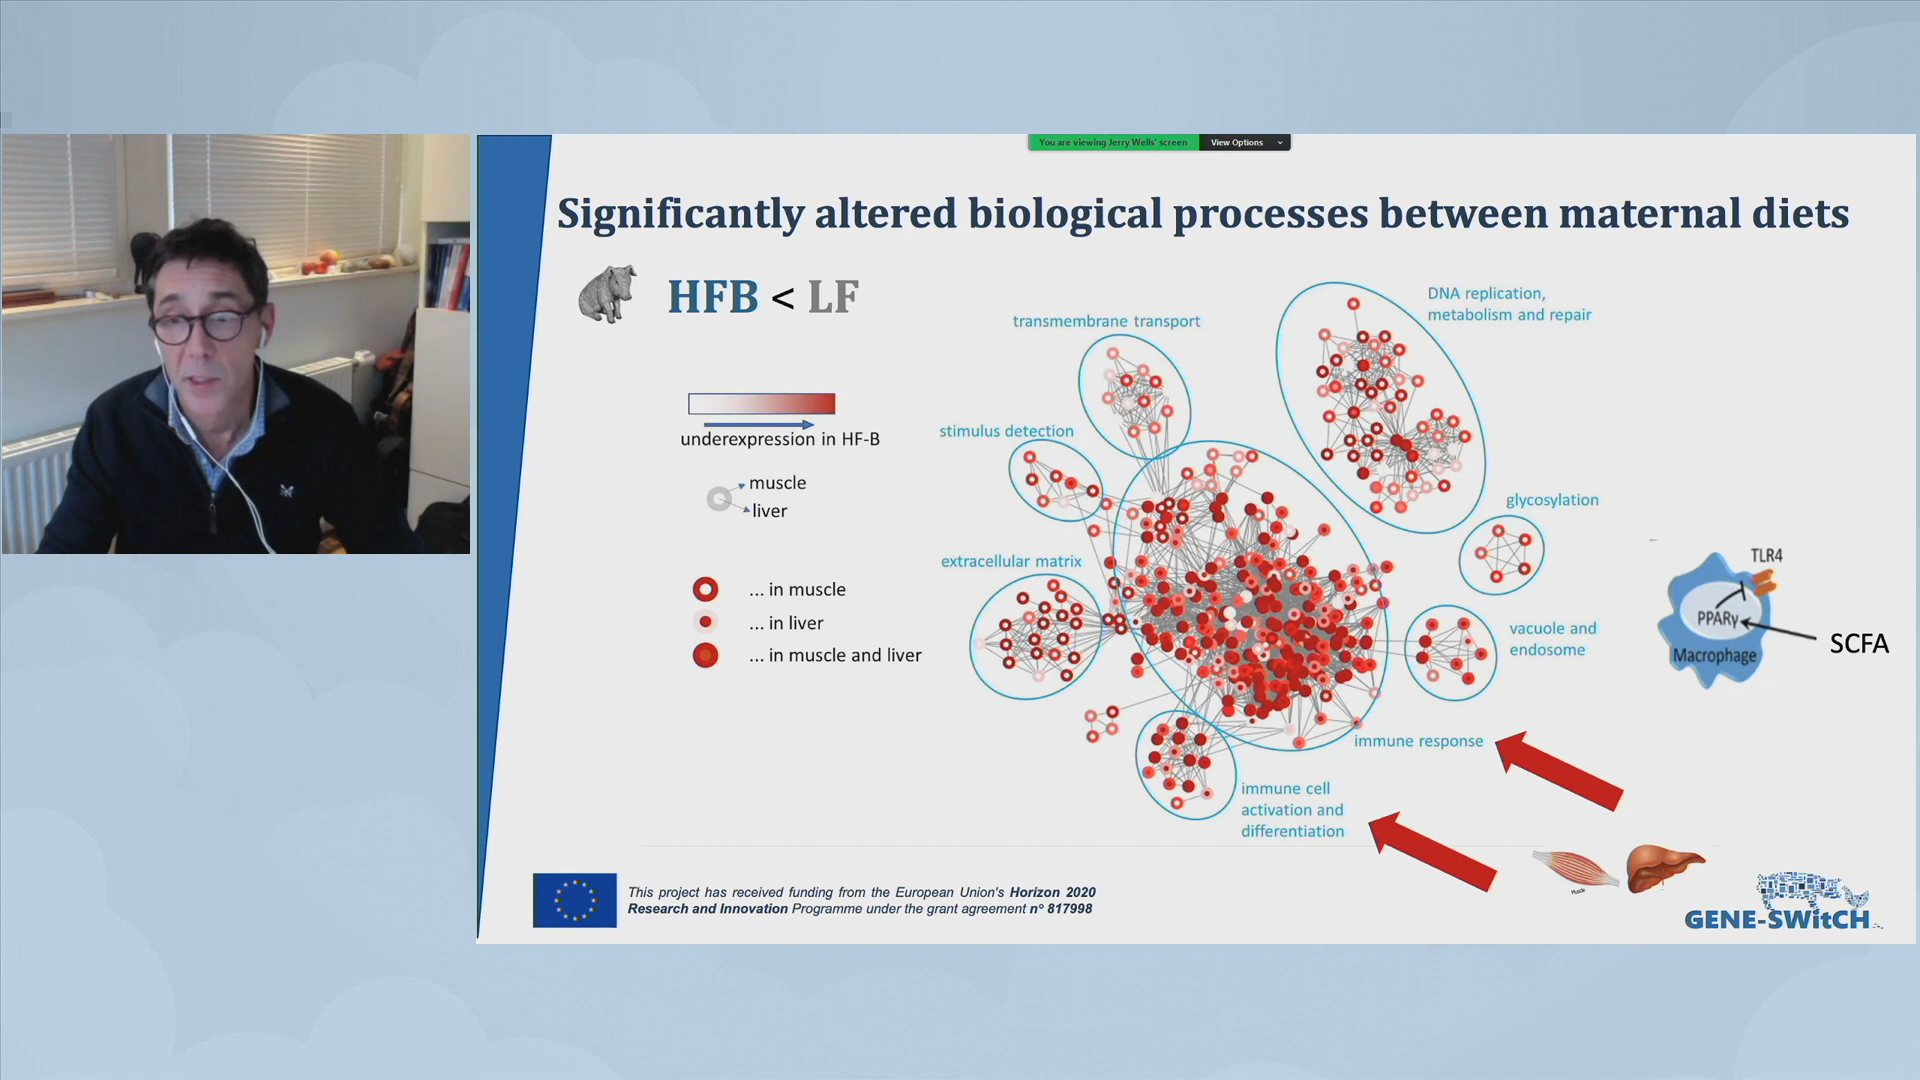 You are viewing Jerry Wells' screen
View Options
Significantly altered biological processes between maternal diets
HFB < LF
underexpression in HF-B
muscle
liver
... in muscle
... in liver
... in muscle and liver
transmembrane transport
DNA replication,
metabolism and repair
stimulus detection
glycosylation
extracellular matrix
vacuole and
endosome
immune response
immune cell
activation and
differentiation
TLR4
PPARγ
Macrophage
SCFA
Muscle
This project has received funding from the European Union's Horizon 2020
Research and Innovation Programme under the grant agreement nº 817998
GENE-SWitCH